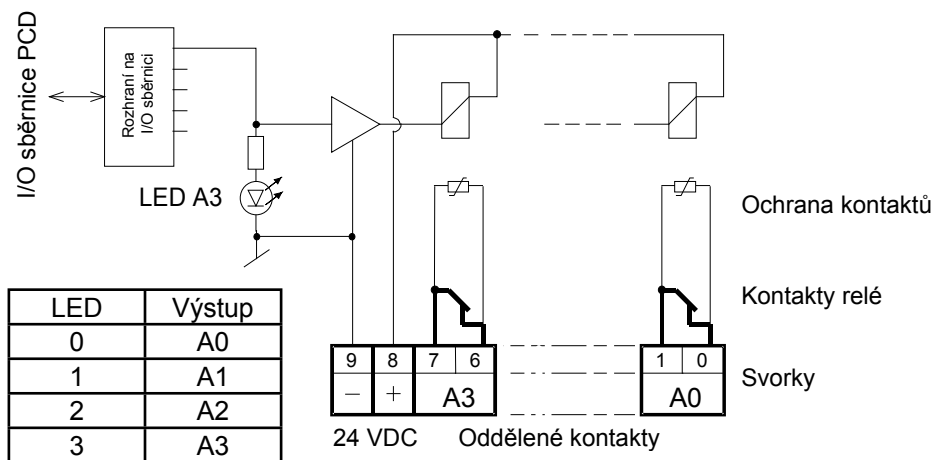 I/O sběrnice PCD
Rozhraní na
I/O sběrnici
LED A3
Ochrana kontaktů
Kontakty relé
LED Výstup
0 A0
1 A1
2 A2
3 A3
9 8 7 6 1 0
− + A3 A0
Svorky
24 VDC Oddělené kontakty